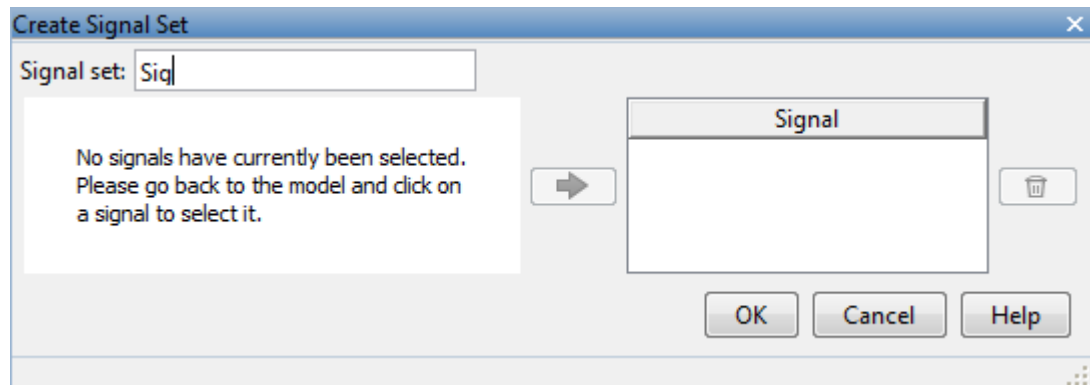 Create Signal Set
Signal set: Sig
No signals have currently been selected.
Please go back to the model and click on
a signal to select it.
Signal
OK Cancel Help